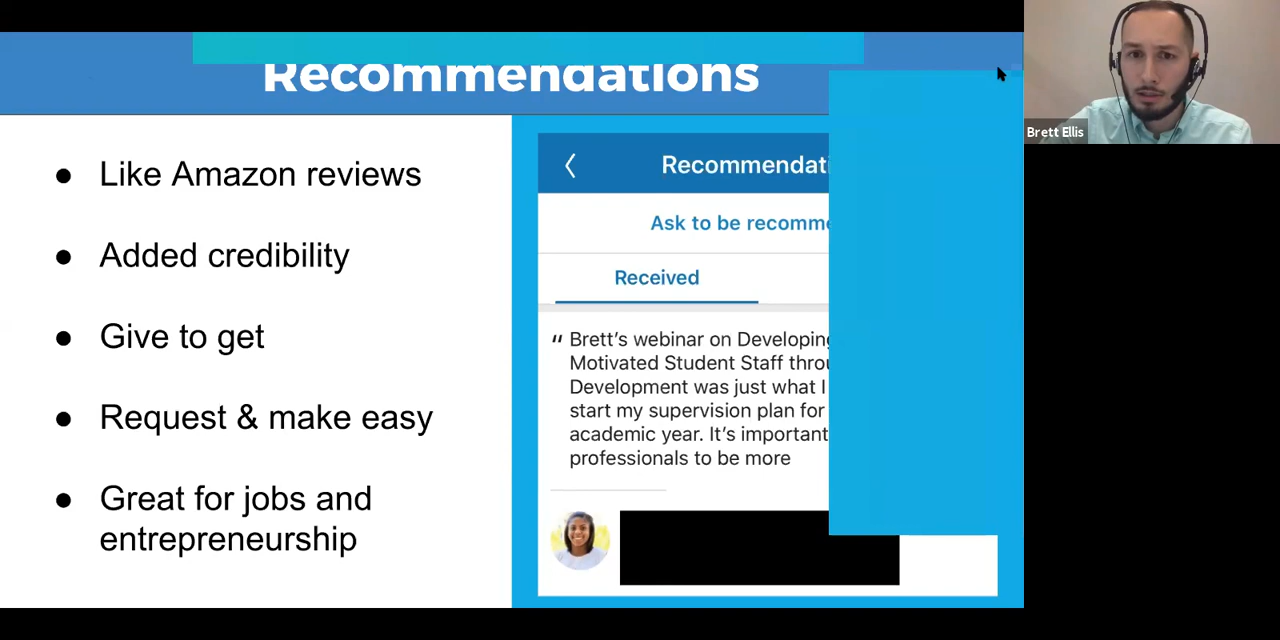 Recommendations
● Like Amazon reviews
● Added credibility
● Give to get
● Request & make easy
● Great for jobs and
entrepreneurship
Recommendati
Ask to be recomme
Received
" Brett's webinar on Developing
Motivated Student Staff throu
Development was just what I
start my supervision plan for
academic year. It's important
professionals to be more
Brett Ellis